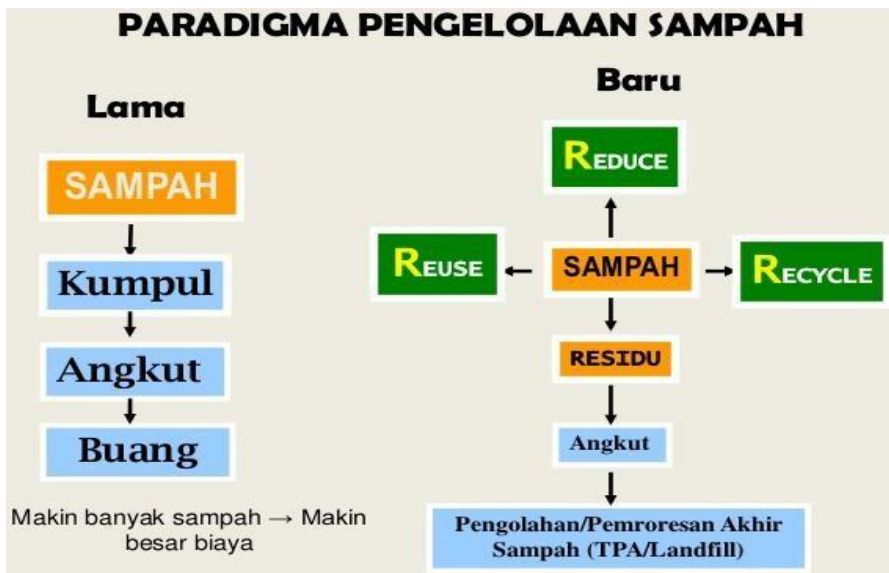 PARADIGMA PENGELOLAAN SAMPAH
Lama
SAMPAH
Kumpul
Angkut
Buang
Makin banyak sampah → Makin
besar biaya
Baru
REDUCE
REUSE
SAMPAH
RECYCLE
RESIDU
Angkut
Pengolahan/Pemroresan Akhir
Sampah (TPA/Landfill)